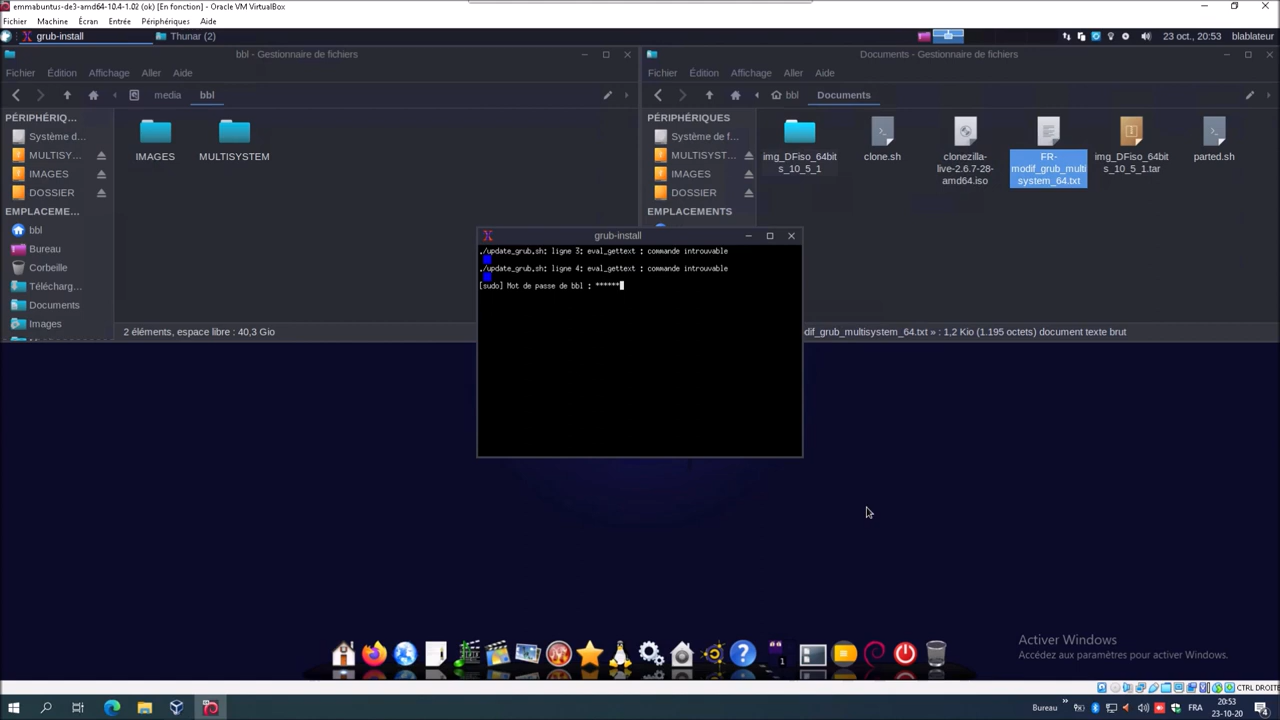 emmabuntus-de3-amd64-10.4-1.02 (ok) [En fonction] - Oracle VM VirtualBox
Fichier Machine Écran Entrée Périphériques Aide
grub-install Thunar (2) 23 oct., 20:53 blablateur
bbl - Gestionnaire de fichiers
Fichier Édition Affichage Aller Aide
media bbl
PÉRIPHÉRIQ...
Système d...
MULTISY...
IMAGES
DOSSIER
EMPLACEME...
bbl
Bureau
Corbeille
Télécharg...
Documents
Images
IMAGES MULTISYSTEM
2 éléments, espace libre : 40,3 Gio
Documents - Gestionnaire de fichiers
Fichier Édition Affichage Aller Aide
bbl Documents
PÉRIPHÉRIQUES
Système de f...
MULTISYST...
IMAGES
DOSSIER
EMPLACEMENTS
img_DFiso_64bit
s_10_5_1
clone.sh
clonezilla-
live-2.6.7-28-
amd64.iso
FR-
modif_grub_multi
system_64.txt
img_DFiso_64bit
s_10_5_1.tar
parted.sh
dif_grub_multisystem_64.txt » : 1,2 Kio (1.195 octets) document texte brut
grub-install
./update_grub.sh: ligne 3: eval_gettext : commande introuvable
./update_grub.sh: ligne 4: eval_gettext : commande introuvable
[sudo] Mot de passe de bbl : ******
1
Activer Windows
Accédez aux paramètres pour activer Windows.
CTRL DROITE
Bureau » FRA 20:53
23-10-20
4